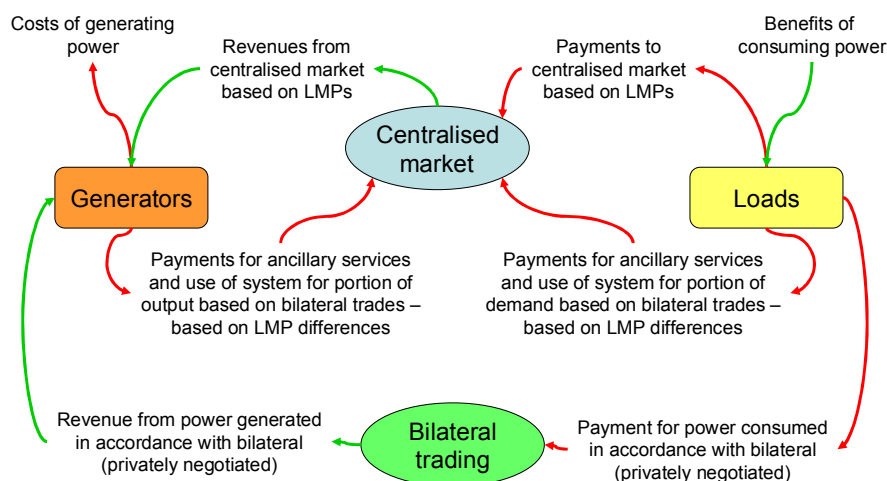 Costs of generating
power
Revenues from
centralised market
based on LMPs
Payments to
centralised market
based on LMPs
Benefits of
consuming power
Centralised
market
Generators
Loads
Payments for ancillary services
and use of system for portion of
output based on bilateral trades –
based on LMP differences
Payments for ancillary services
and use of system for portion of
demand based on bilateral trades –
based on LMP differences
Revenue from power generated
in accordance with bilateral
(privately negotiated)
Bilateral
trading
Payment for power consumed
in accordance with bilateral
(privately negotiated)